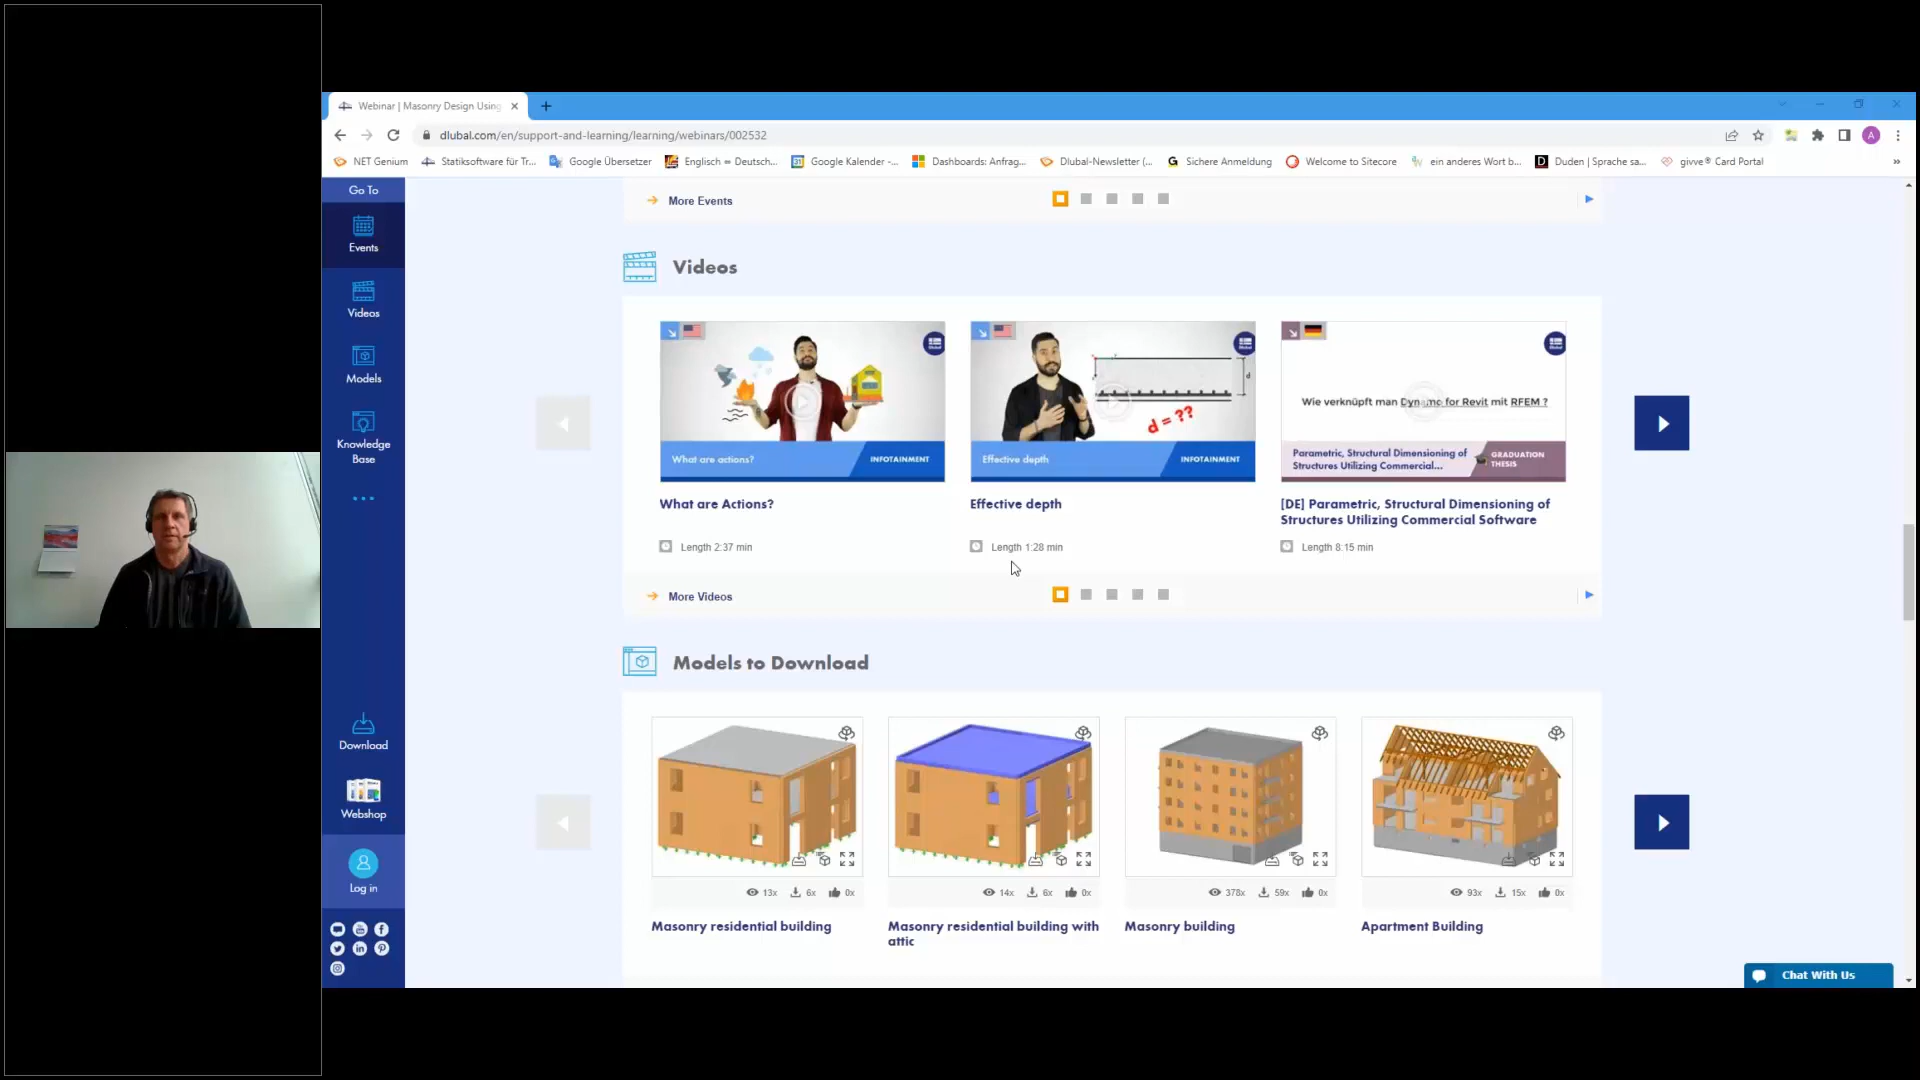 Webinar | Masonry Design Using
dlubal.com/en/support-and-learning/learning/webinars/002532
NET Genium
Statiksoftware für Tr...
Google Übersetzer
Englisch ⇔ Deutsch...
Google Kalender -...
Dashboards: Anfrag...
Dlubal-Newsletter (...
Sichere Anmeldung
Welcome to Sitecore
ein anderes Wort b...
Duden | Sprache sa...
givve® Card Portal
A
Go To
Events
Videos
Models
Knowledge
Base
Download
Webshop
Log in
More Events
Videos
What are actions?
INFOTAINMENT
What are Actions?
Length 2:37 min
d
d = ??
Effective depth
INFOTAINMENT
Effective depth
Length 1:28 min
Wie verknüpft man Dynamo for Revit mit RFEM ?
Parametric, Structural Dimensioning of
Structures Utilizing Commercial...
GRADUATION
THESIS
[DE] Parametric, Structural Dimensioning of
Structures Utilizing Commercial Software
Length 8:15 min
More Videos
Models to Download
13x 6x 0x
Masonry residential building
14x 6x 0x
Masonry residential building with
attic
378x 59x 0x
Masonry building
93x 15x 0x
Apartment Building
Chat With Us